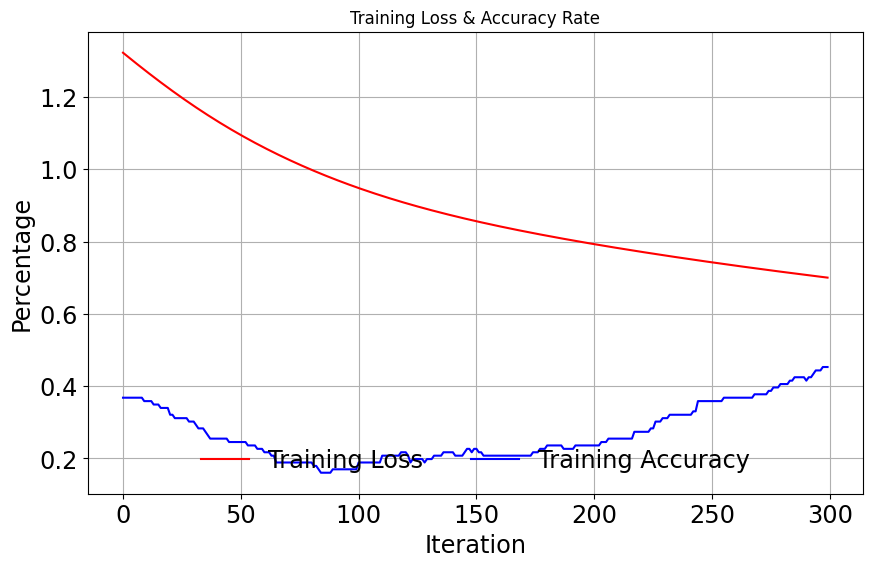 Training Loss & Accuracy Rate
Percentage
1.2
1.0
0.8
0.6
0.4
0.2
Training Loss Training Accuracy
0 50 100 150 200 250 300
Iteration